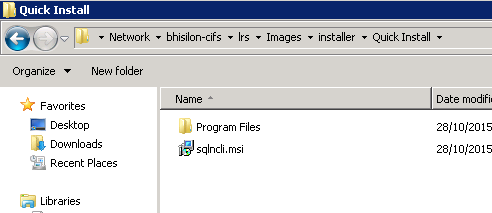 Quick Install
Network bhisilon-cifs lrs Images installer Quick Install
Organize New folder
Favorites
Desktop
Downloads
Recent Places
Libraries
Name Date modifie
Program Files 28/10/2015
sqlncli.msi 28/10/2015